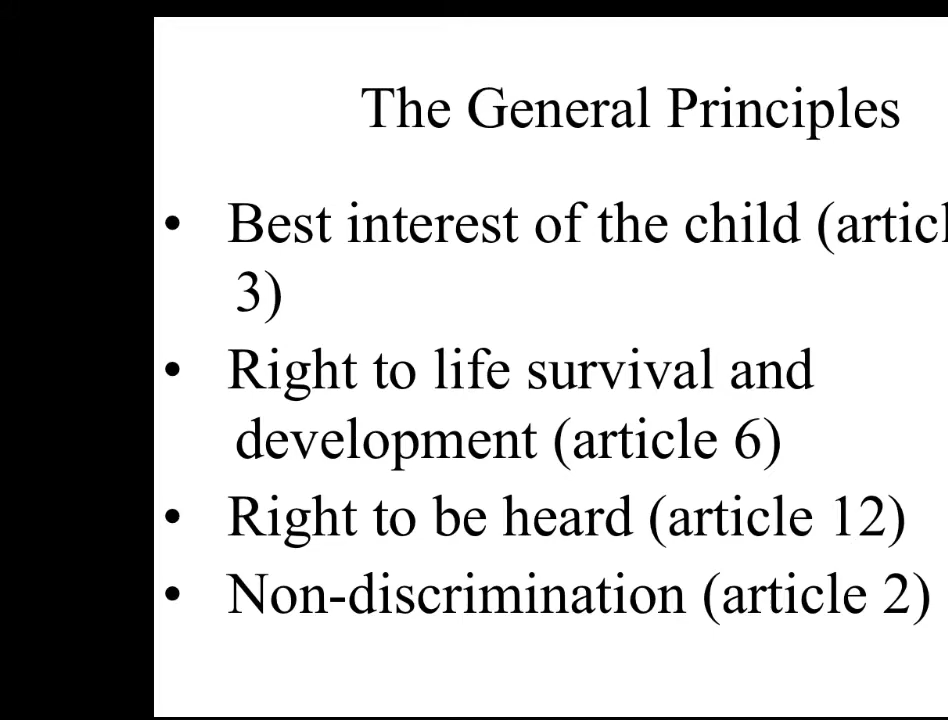 The General Principles
• Best interest of the child (articl
3)
• Right to life survival and
development (article 6)
• Right to be heard (article 12)
• Non-discrimination (article 2)